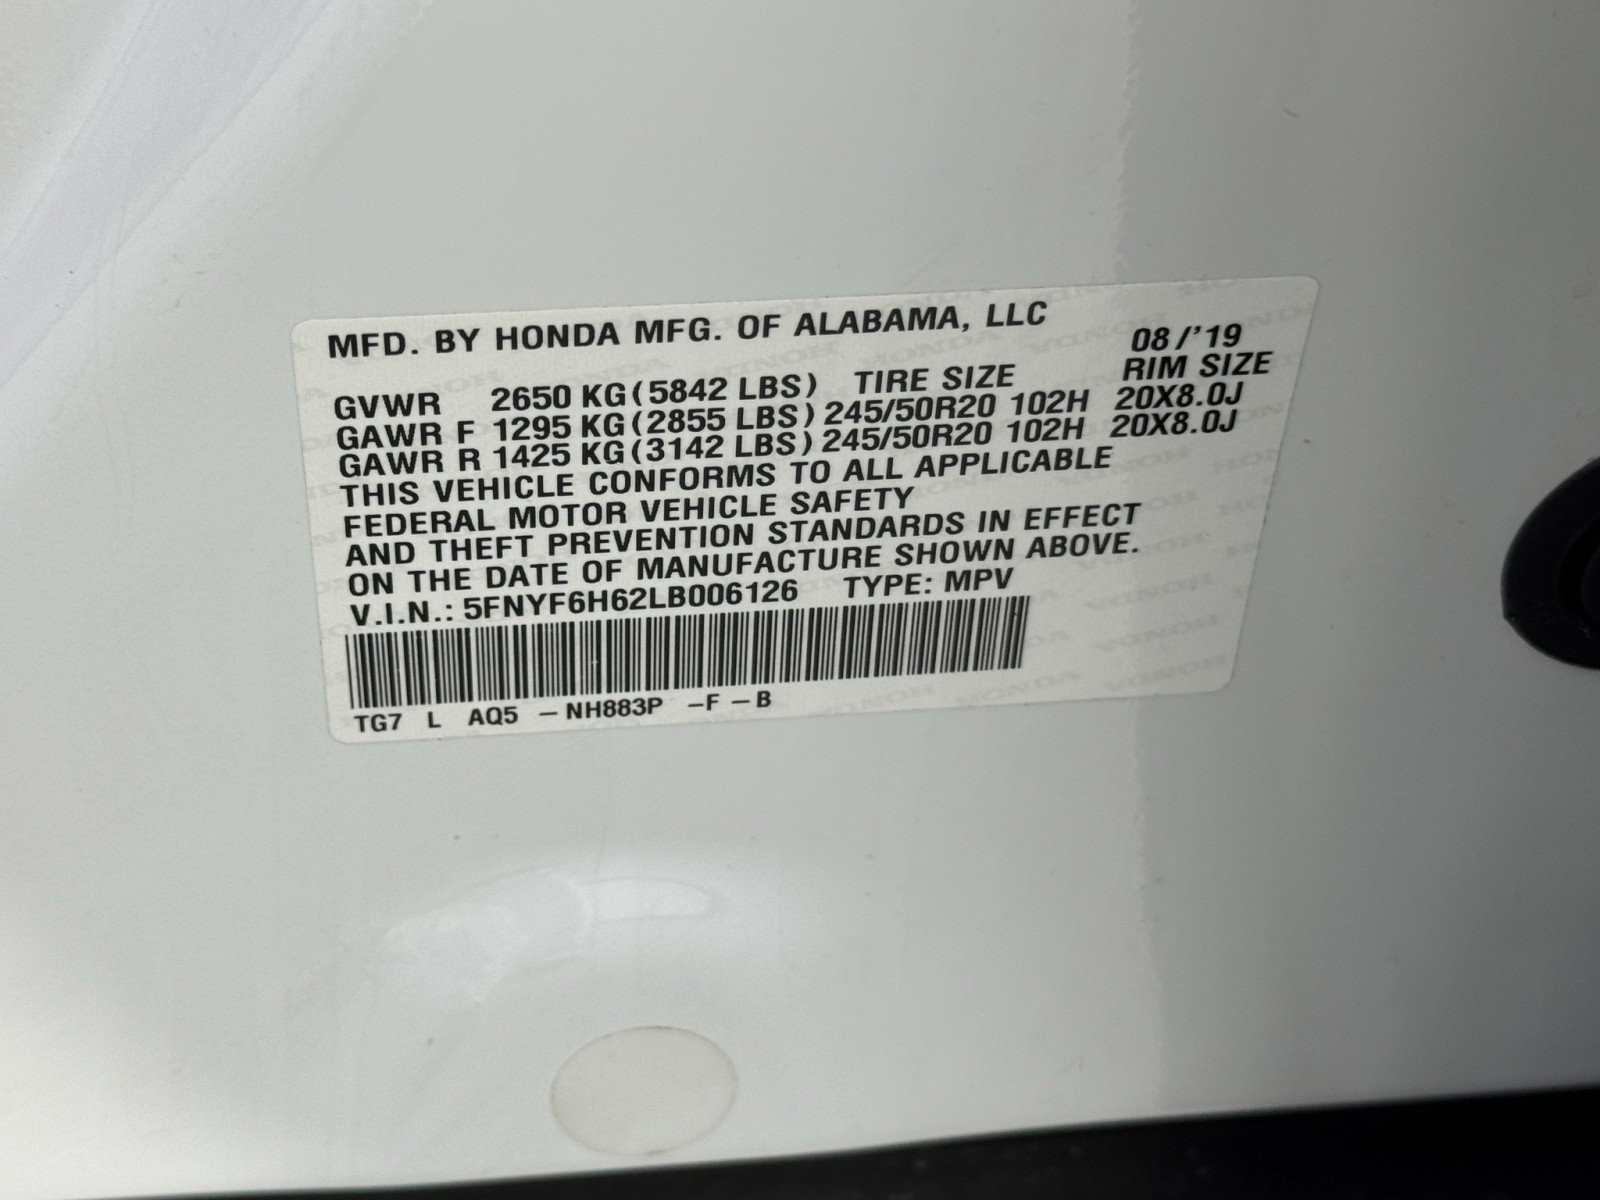 MFD. BY HONDA MFG. OF ALABAMA, LLC
08/'19
GVWR 2650 KG(5842 LBS) TIRE SIZE RIM SIZE
GAWR F 1295 KG(2855 LBS) 245/50R20 102H 20X8.0J
GAWR R 1425 KG(3142 LBS) 245/50R20 102H 20X8.0J
THIS VEHICLE CONFORMS TO ALL APPLICABLE
FEDERAL MOTOR VEHICLE SAFETY
AND THEFT PREVENTION STANDARDS IN EFFECT
ON THE DATE OF MANUFACTURE SHOWN ABOVE.
V.I.N.: 5FNYF6H62LB006126 TYPE: MPV
TG7 L AQ5 -NH883P -F-B